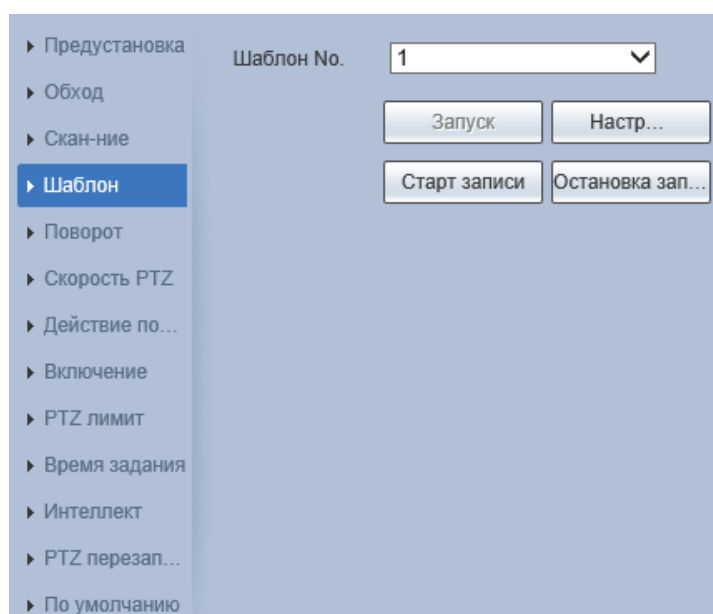 Предустановка
Обход
Скан-ние
Шаблон
Поворот
Скорость PTZ
Действие по...
Включение
PTZ лимит
Время задания
Интеллект
PTZ перезап...
По умолчанию
Шаблон No.
1
Запуск
Настр...
Старт записи
Остановка зап...